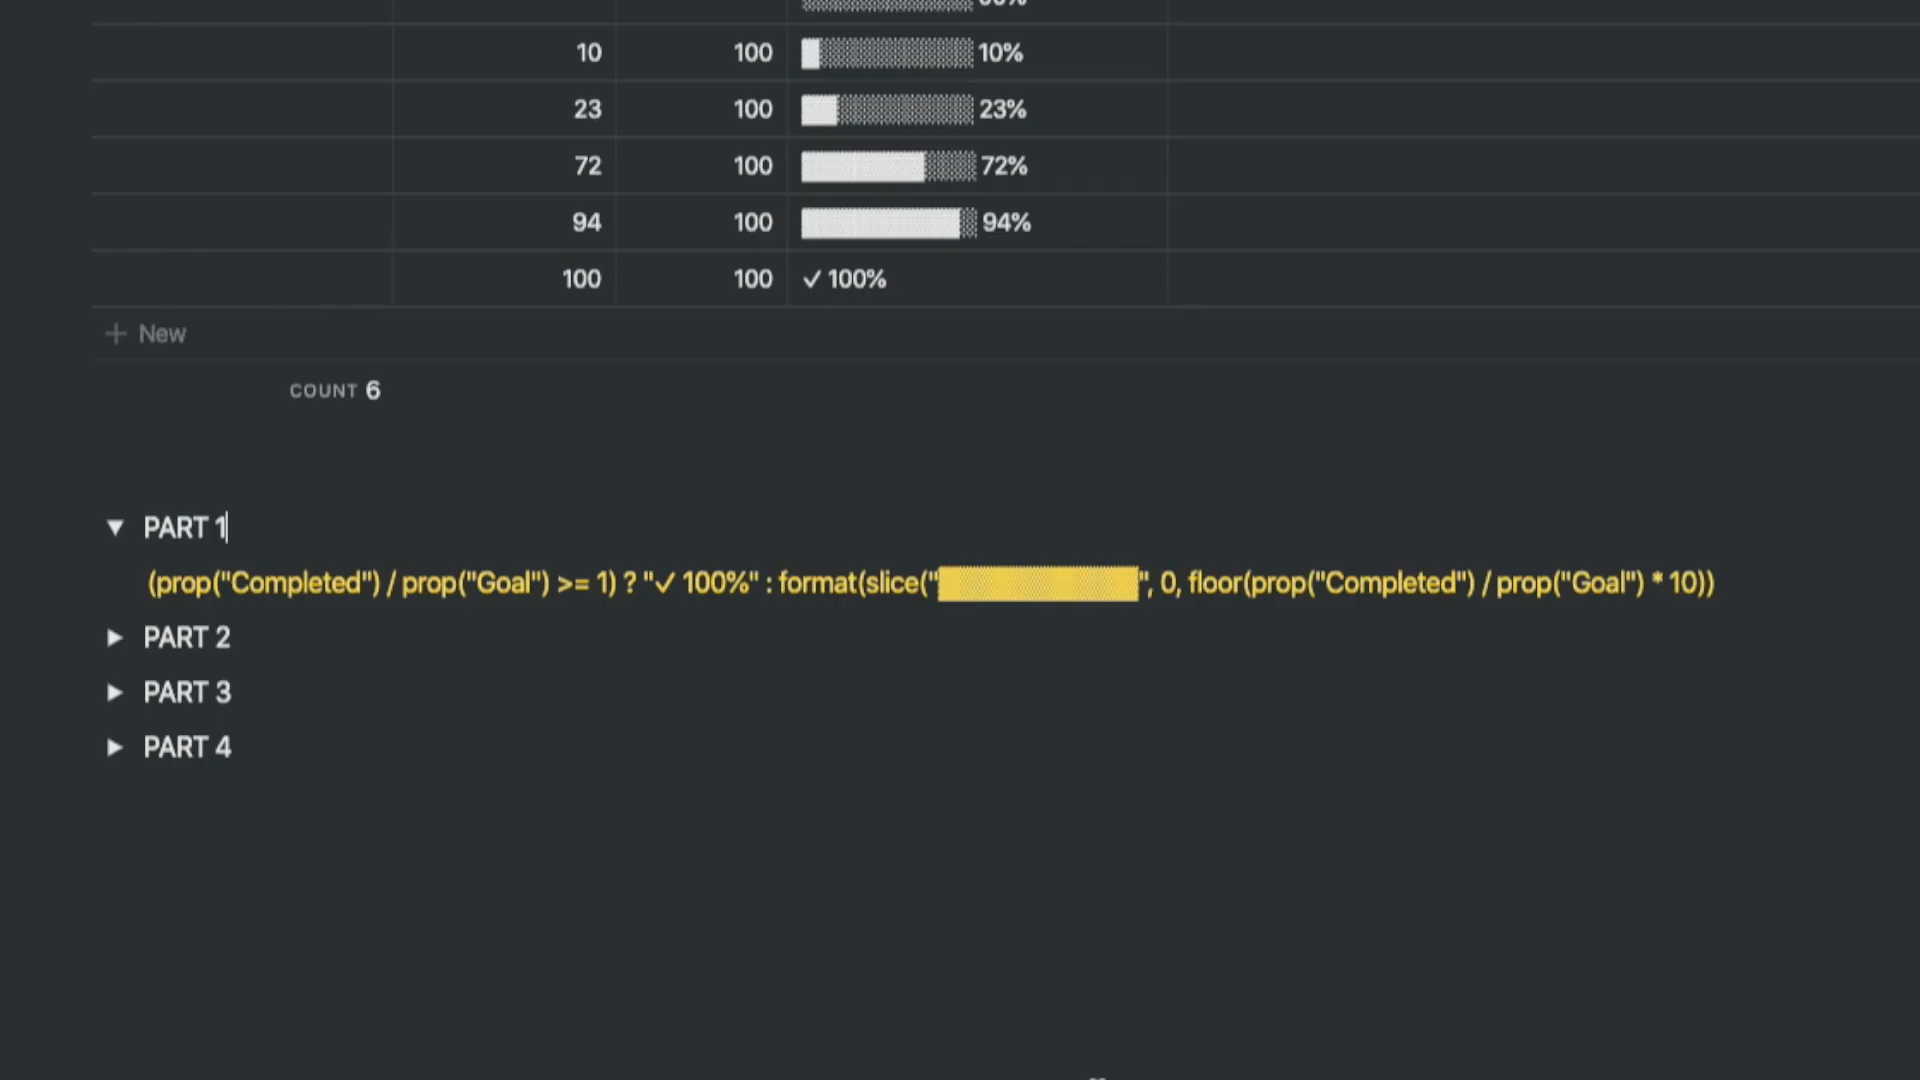 10 100 █░░░░░░░░░ 10%
23 100 ██░░░░░░░░ 23%
72 100 ███████░░░ 72%
94 100 █████████░ 94%
100 100 ✓ 100%
+ New
COUNT 6
▼ PART 1
(prop("Completed") / prop("Goal") >= 1) ? "✓ 100%" : format(slice("██████████", 0, floor(prop("Completed") / prop("Goal") * 10))
▶ PART 2
▶ PART 3
▶ PART 4